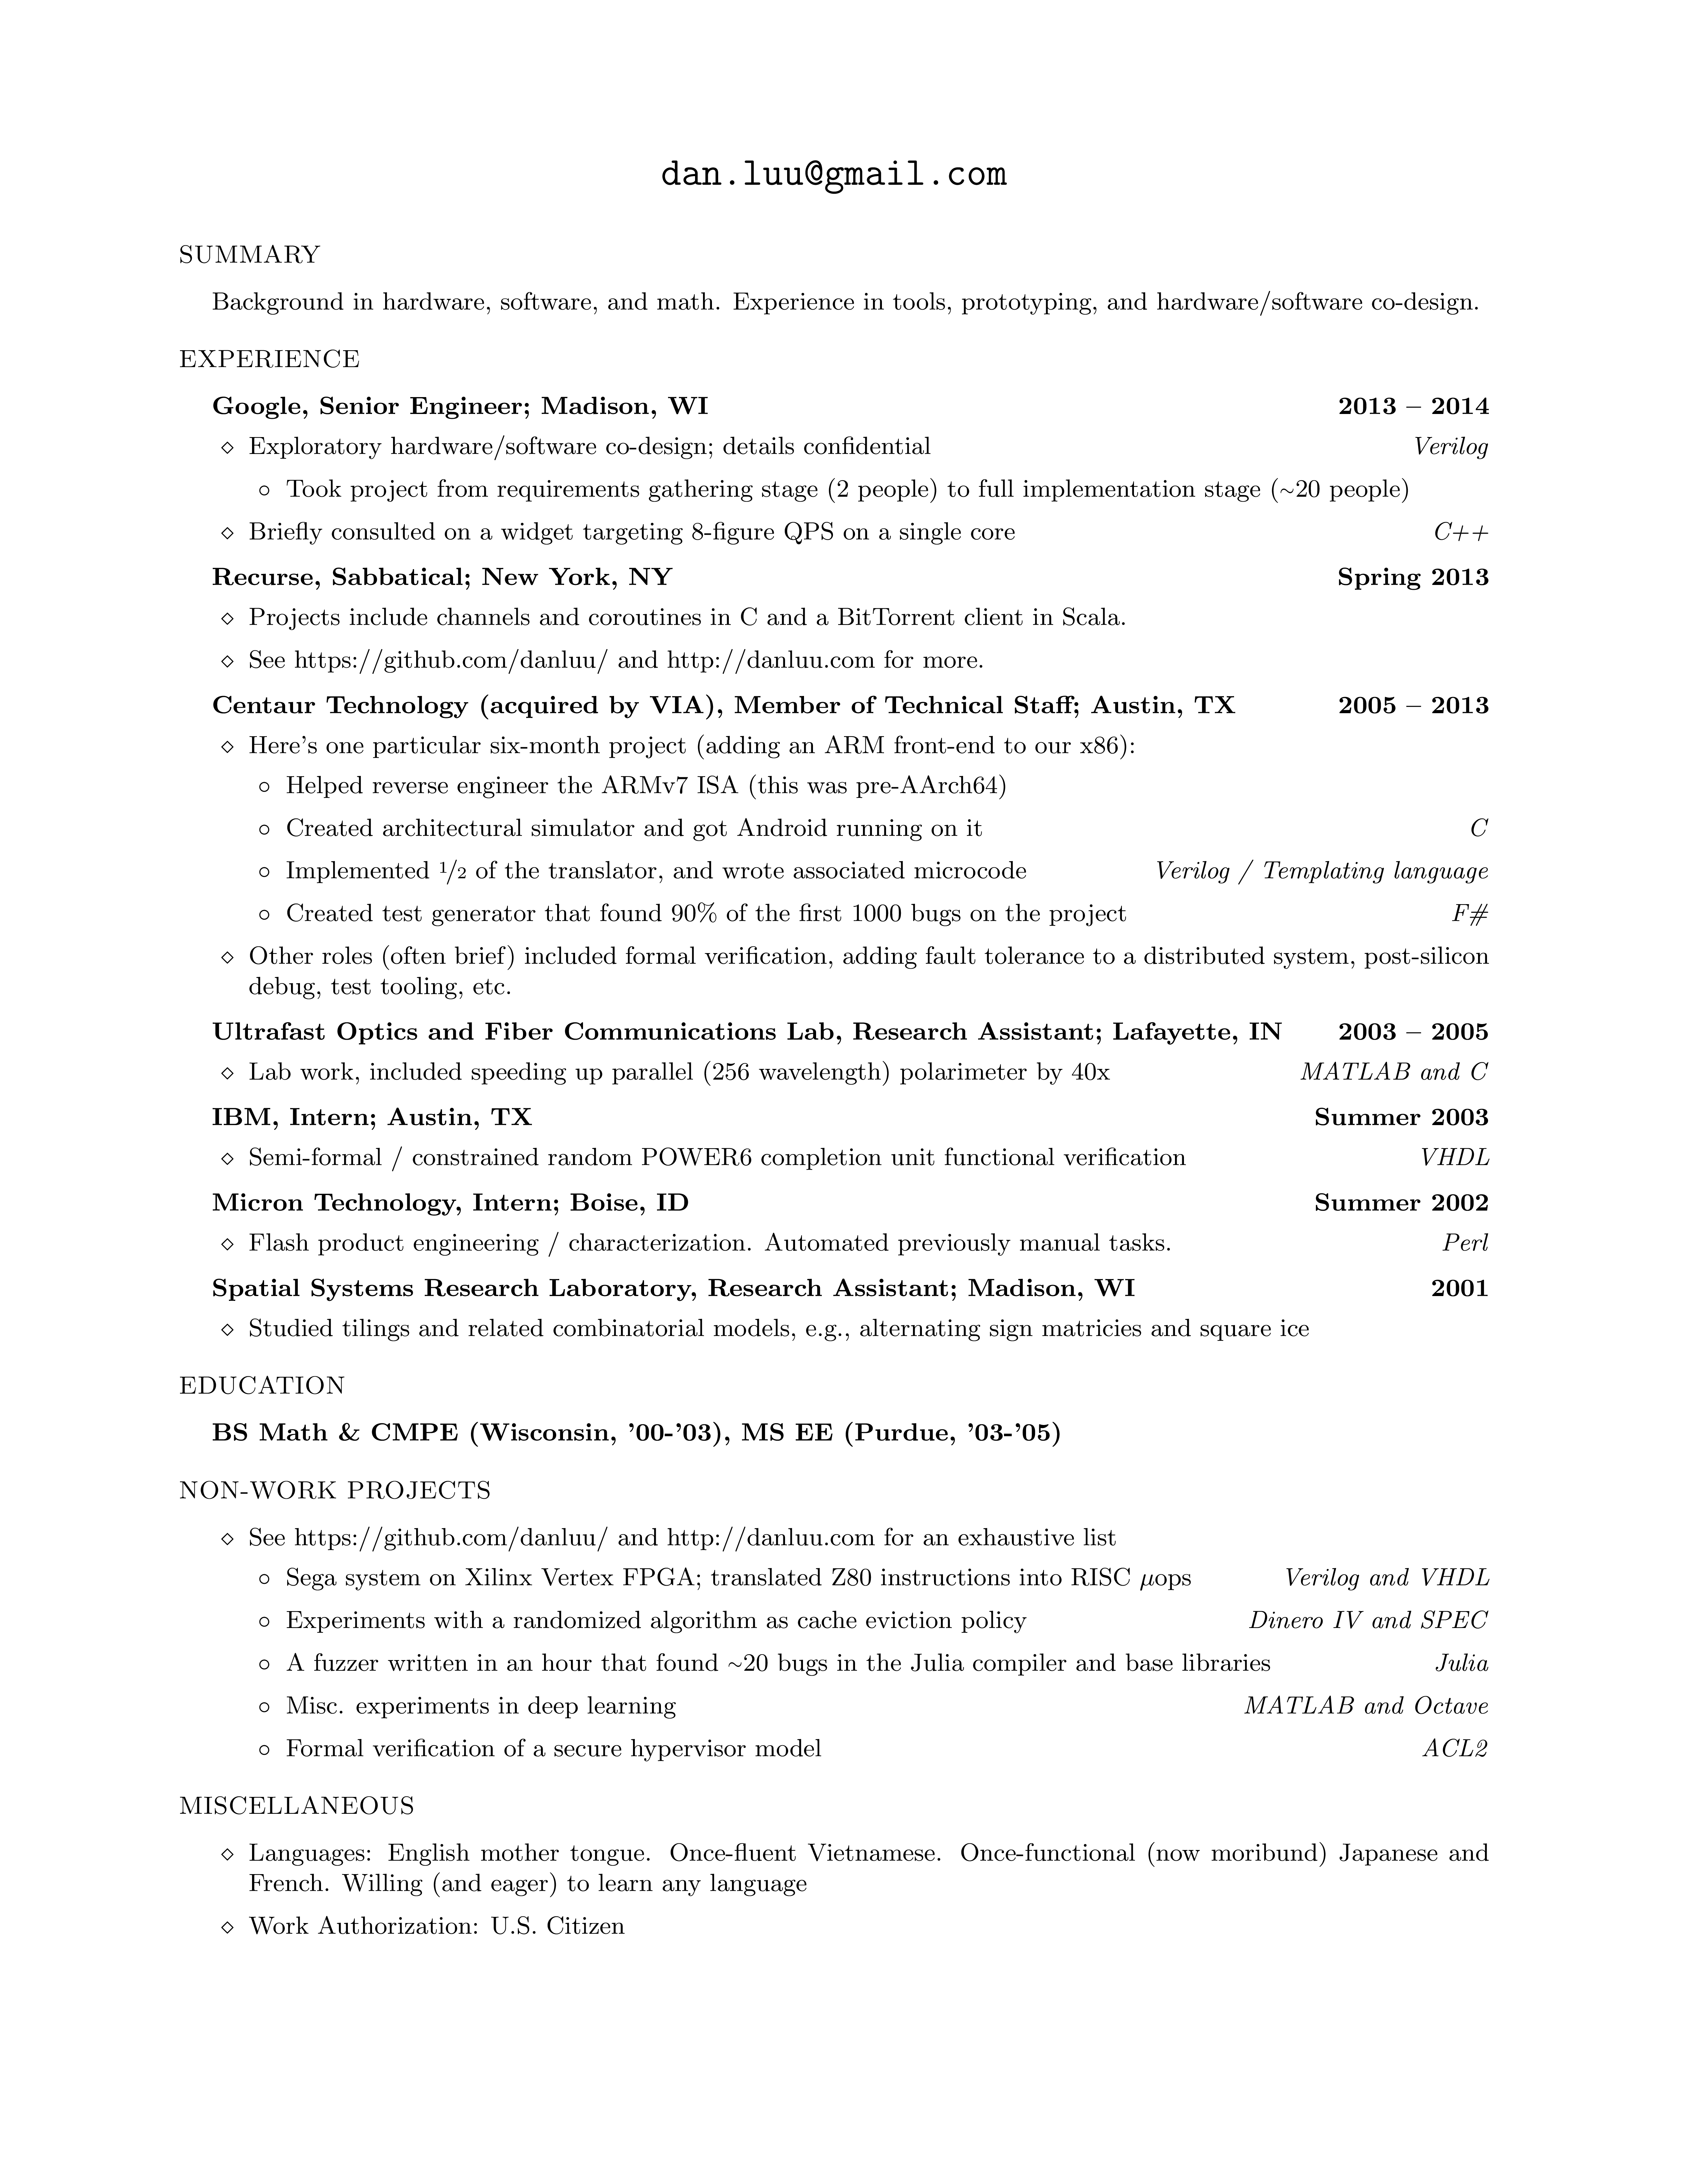 dan.luu@gmail.com
SUMMARY
Background in hardware, software, and math. Experience in tools, prototyping, and hardware/software co-design.
EXPERIENCE
Google, Senior Engineer; Madison, WI 2013 – 2014
⋄ Exploratory hardware/software co-design; details confidential Verilog
◦ Took project from requirements gathering stage (2 people) to full implementation stage (~20 people)
⋄ Briefly consulted on a widget targeting 8-figure QPS on a single core C++
Recurse, Sabbatical; New York, NY Spring 2013
⋄ Projects include channels and coroutines in C and a BitTorrent client in Scala.
⋄ See https://github.com/danluu/ and http://danluu.com for more.
Centaur Technology (acquired by VIA), Member of Technical Staff; Austin, TX 2005 – 2013
⋄ Here's one particular six-month project (adding an ARM front-end to our x86):
◦ Helped reverse engineer the ARMv7 ISA (this was pre-AArch64)
◦ Created architectural simulator and got Android running on it C
◦ Implemented 1/2 of the translator, and wrote associated microcode Verilog / Templating language
◦ Created test generator that found 90% of the first 1000 bugs on the project F#
⋄ Other roles (often brief) included formal verification, adding fault tolerance to a distributed system, post-silicon
debug, test tooling, etc.
Ultrafast Optics and Fiber Communications Lab, Research Assistant; Lafayette, IN 2003 – 2005
⋄ Lab work, included speeding up parallel (256 wavelength) polarimeter by 40x MATLAB and C
IBM, Intern; Austin, TX Summer 2003
⋄ Semi-formal / constrained random POWER6 completion unit functional verification VHDL
Micron Technology, Intern; Boise, ID Summer 2002
⋄ Flash product engineering / characterization. Automated previously manual tasks. Perl
Spatial Systems Research Laboratory, Research Assistant; Madison, WI 2001
⋄ Studied tilings and related combinatorial models, e.g., alternating sign matricies and square ice
EDUCATION
BS Math & CMPE (Wisconsin, '00-'03), MS EE (Purdue, '03-'05)
NON-WORK PROJECTS
⋄ See https://github.com/danluu/ and http://danluu.com for an exhaustive list
◦ Sega system on Xilinx Vertex FPGA; translated Z80 instructions into RISC μops Verilog and VHDL
◦ Experiments with a randomized algorithm as cache eviction policy Dinero IV and SPEC
◦ A fuzzer written in an hour that found ~20 bugs in the Julia compiler and base libraries Julia
◦ Misc. experiments in deep learning MATLAB and Octave
◦ Formal verification of a secure hypervisor model ACL2
MISCELLANEOUS
⋄ Languages: English mother tongue. Once-fluent Vietnamese. Once-functional (now moribund) Japanese and
French. Willing (and eager) to learn any language
⋄ Work Authorization: U.S. Citizen